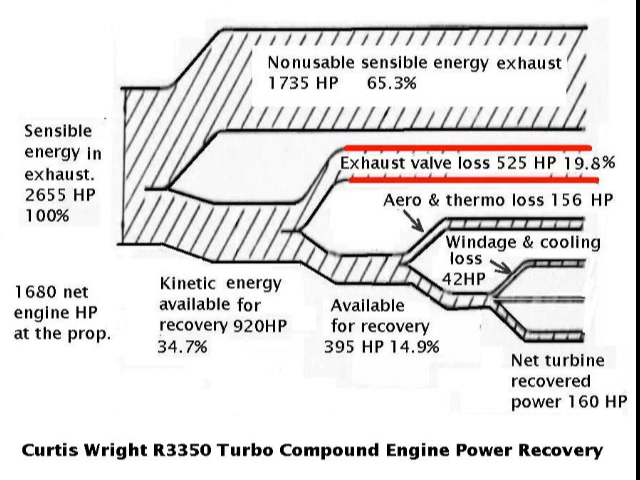 Nonusable sensible energy exhaust
1735 HP 65.3%
Sensible
energy in
exhaust.
2655 HP
100%
Exhaust valve loss 525 HP 19.8%
Aero & thermo loss 156 HP
Windage & cooling
loss
42HP
1680 net
engine HP
at the prop.
Kinetic energy
available for
recovery 920HP
34.7%
Available
for recovery
395 HP 14.9%
Net turbine
recovered
power 160 HP
Curtis Wright R3350 Turbo Compound Engine Power Recovery